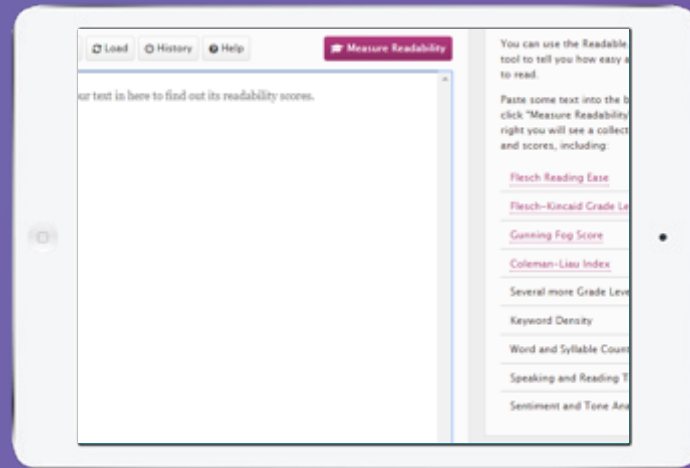 Load History Help Measure Readability
ur text in here to find out its readability scores.
You can use the Readable.
tool to tell you how easy a
to read.
Paste some text into the b
click "Measure Readability"
right you will see a collect
and scores, including:
Flesch Reading Ease
Flesch-Kincaid Grade Le
Gunning Fog Score
Coleman-Liau Index
Several more Grade Leve
Keyword Density
Word and Syllable Count
Speaking and Reading T
Sentiment and Tone Ana